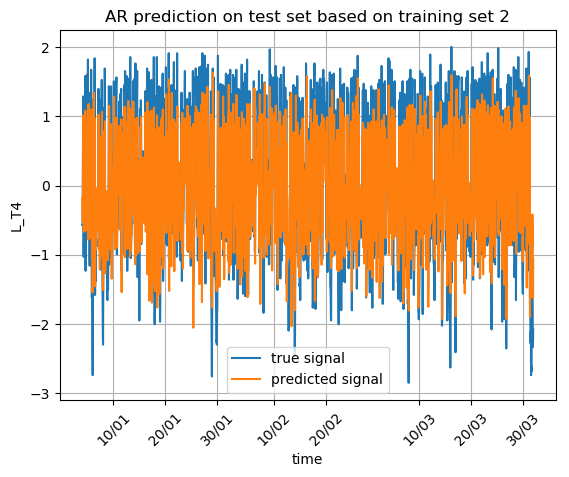 AR prediction on test set based on training set 2
L_T4
2
1
0
−1
−2
−3
true signal
predicted signal
10/01
20/01
30/01
10/02
20/02
10/03
20/03
30/03
time